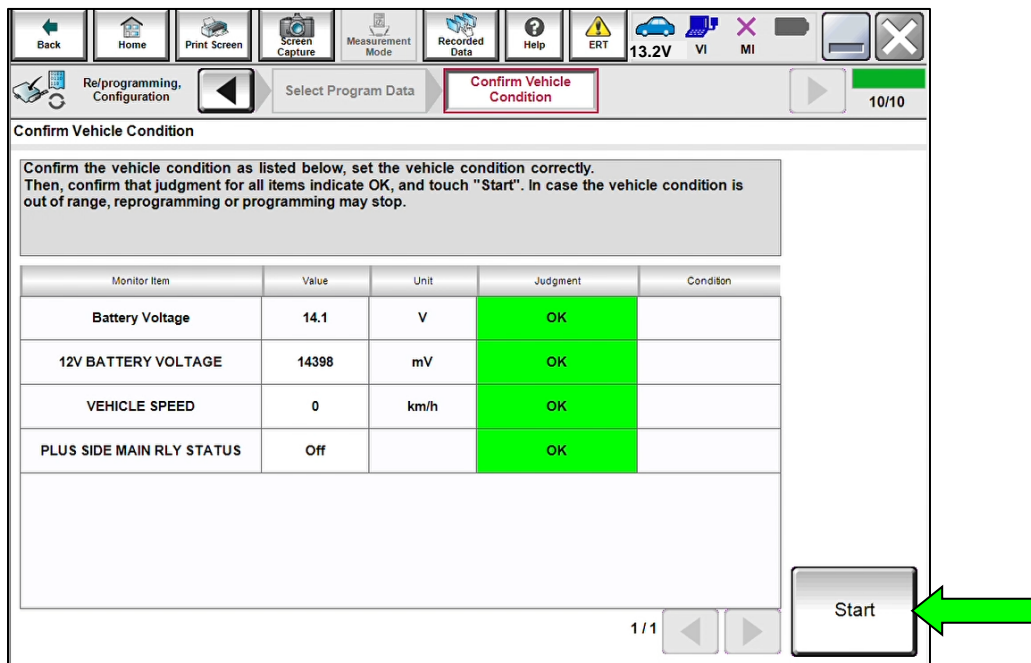 Back
Home
Print Screen
Screen
Capture
Measurement
Mode
Recorded
Data
Help
ERT
13.2V
VI
MI
Re/programming,
Configuration
Select Program Data
Confirm Vehicle
Condition
10/10
Confirm Vehicle Condition
Confirm the vehicle condition as listed below, set the vehicle condition correctly.
Then, confirm that judgment for all items indicate OK, and touch "Start". In case the vehicle condition is
out of range, reprogramming or programming may stop.
Monitor Item Value Unit Judgment Condition
Battery Voltage 14.1 V OK
12V BATTERY VOLTAGE 14398 mV OK
VEHICLE SPEED 0 km/h OK
PLUS SIDE MAIN RLY STATUS Off OK
Start
1/1